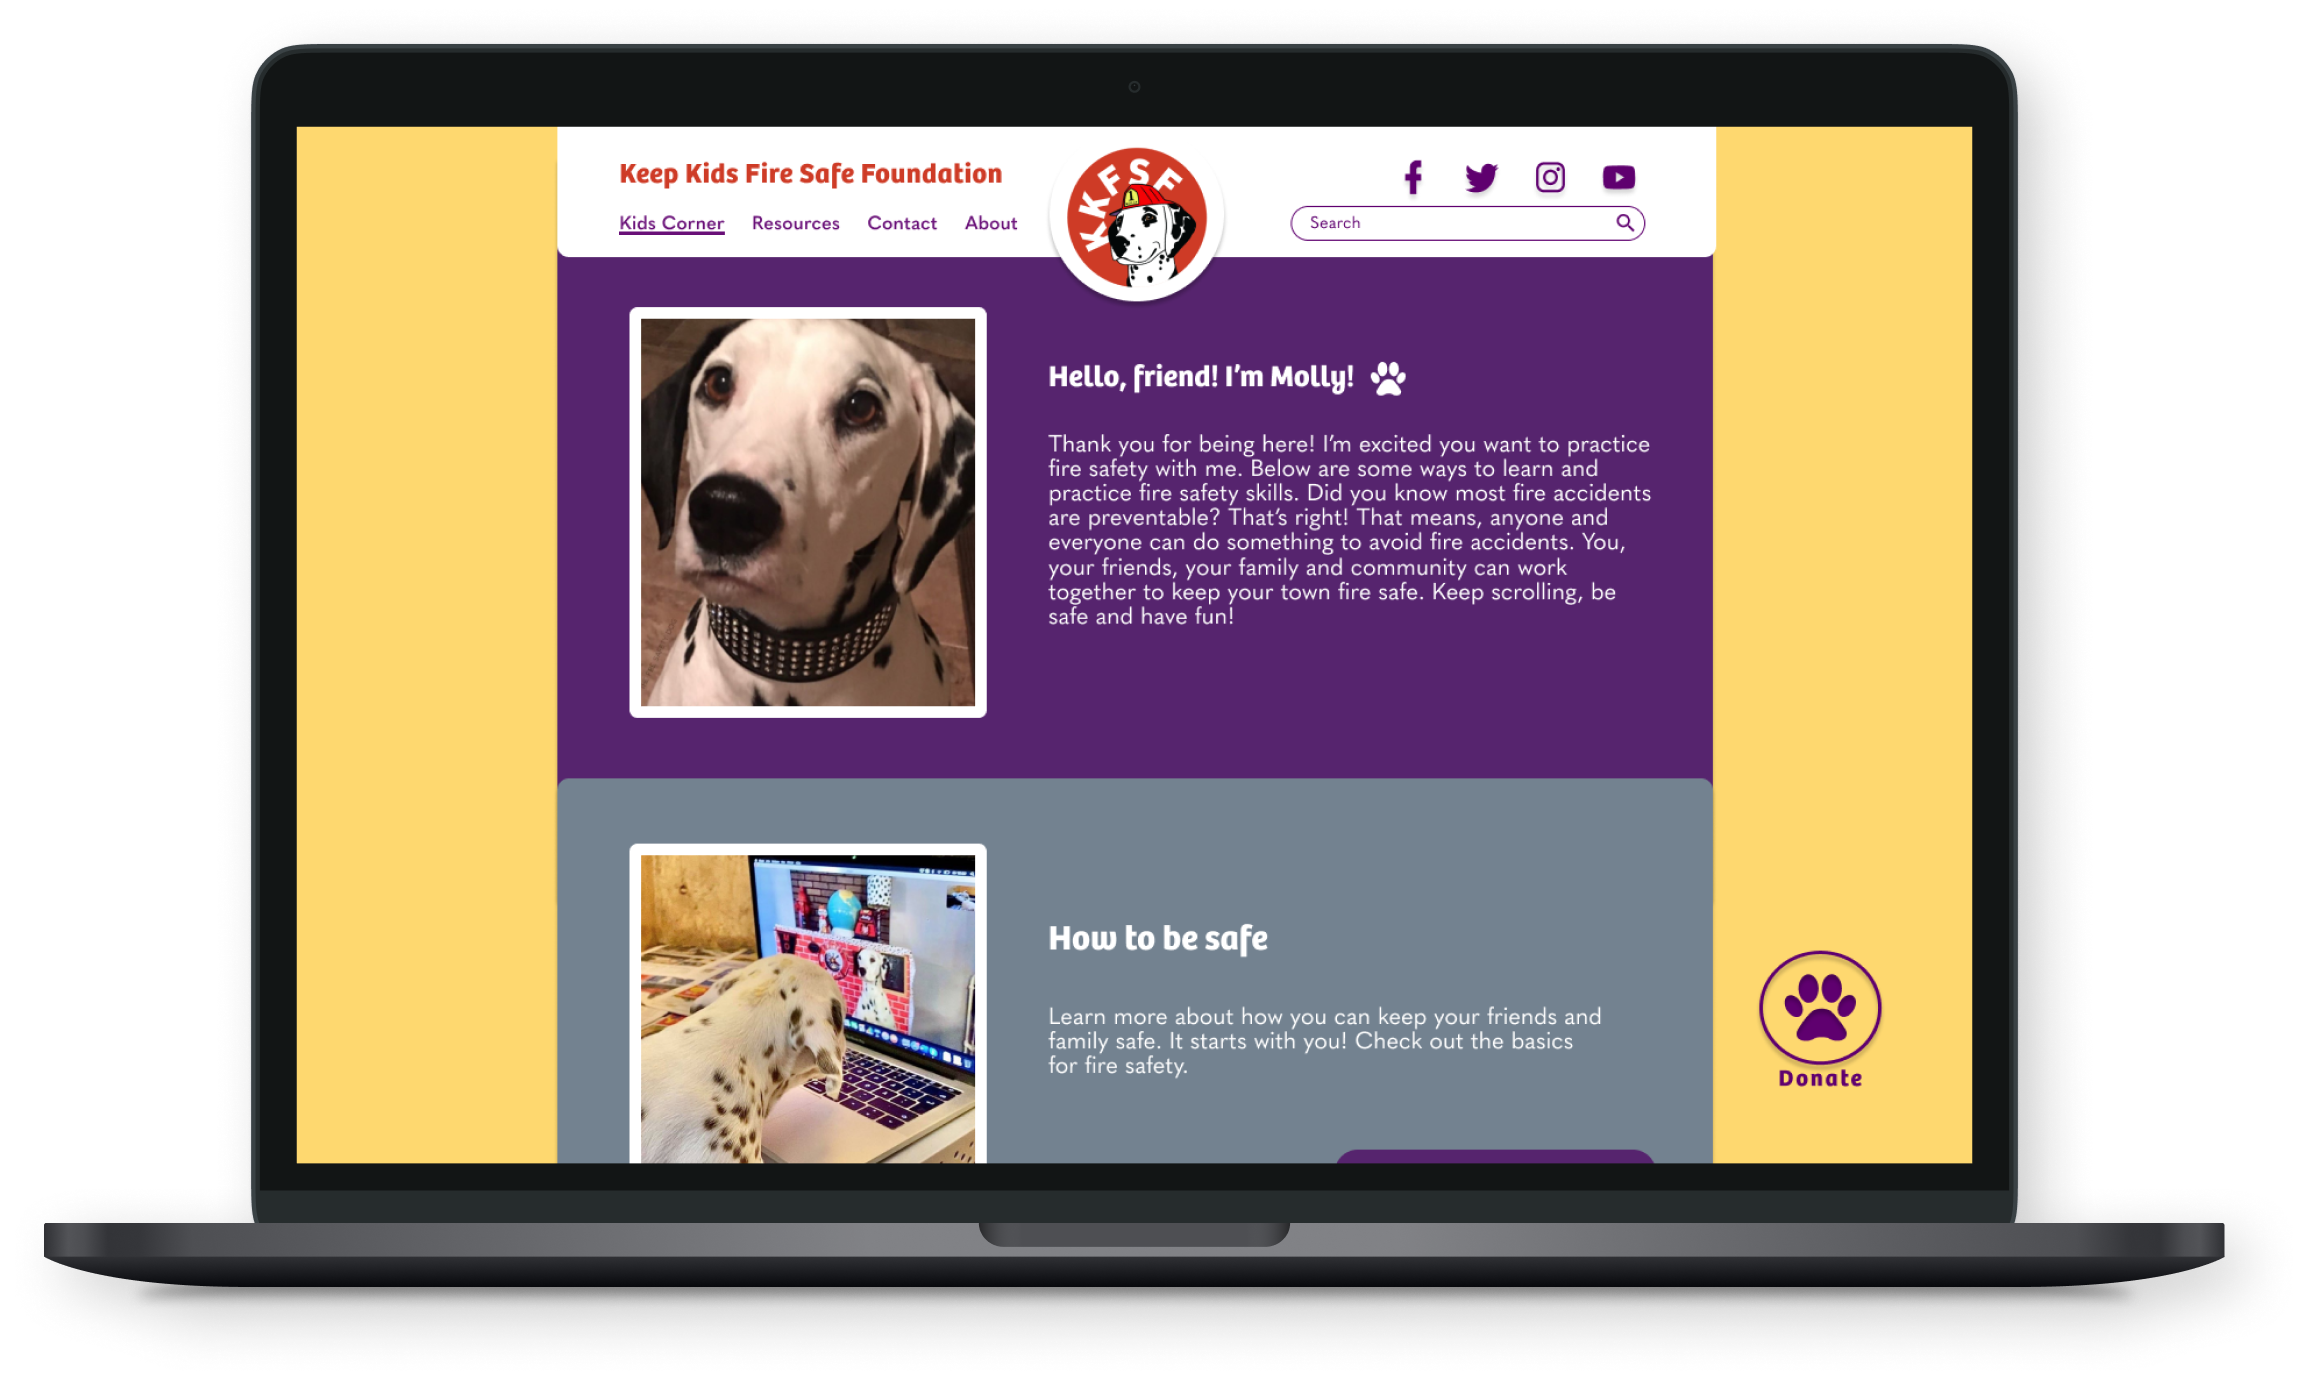 Keep Kids Fire Safe Foundation
Kids Corner Resources Contact About
KKFSF
1
Search
Hello, friend! I'm Molly!
Thank you for being here! I'm excited you want to practice
fire safety with me. Below are some ways to learn and
practice fire safety skills. Did you know most fire accidents
are preventable? That's right! That means, anyone and
everyone can do something to avoid fire accidents. You,
your friends, your family and community can work
together to keep your town fire safe. Keep scrolling, be
safe and have fun!
How to be safe
Learn more about how you can keep your friends and
family safe. It starts with you! Check out the basics
for fire safety.
Donate